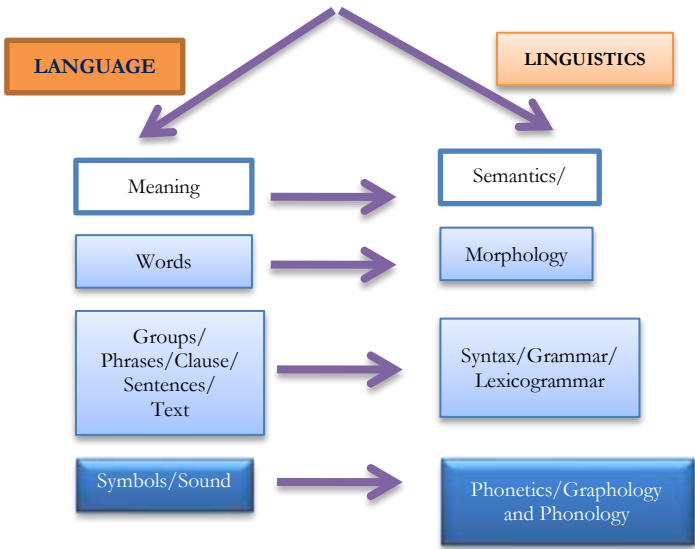 LANGUAGE
LINGUISTICS
Meaning
Semantics/
Words
Morphology
Groups/
Phrases/Clause/
Sentences/
Text
Syntax/Grammar/
Lexicogrammar
Symbols/Sound
Phonetics/Graphology
and Phonology